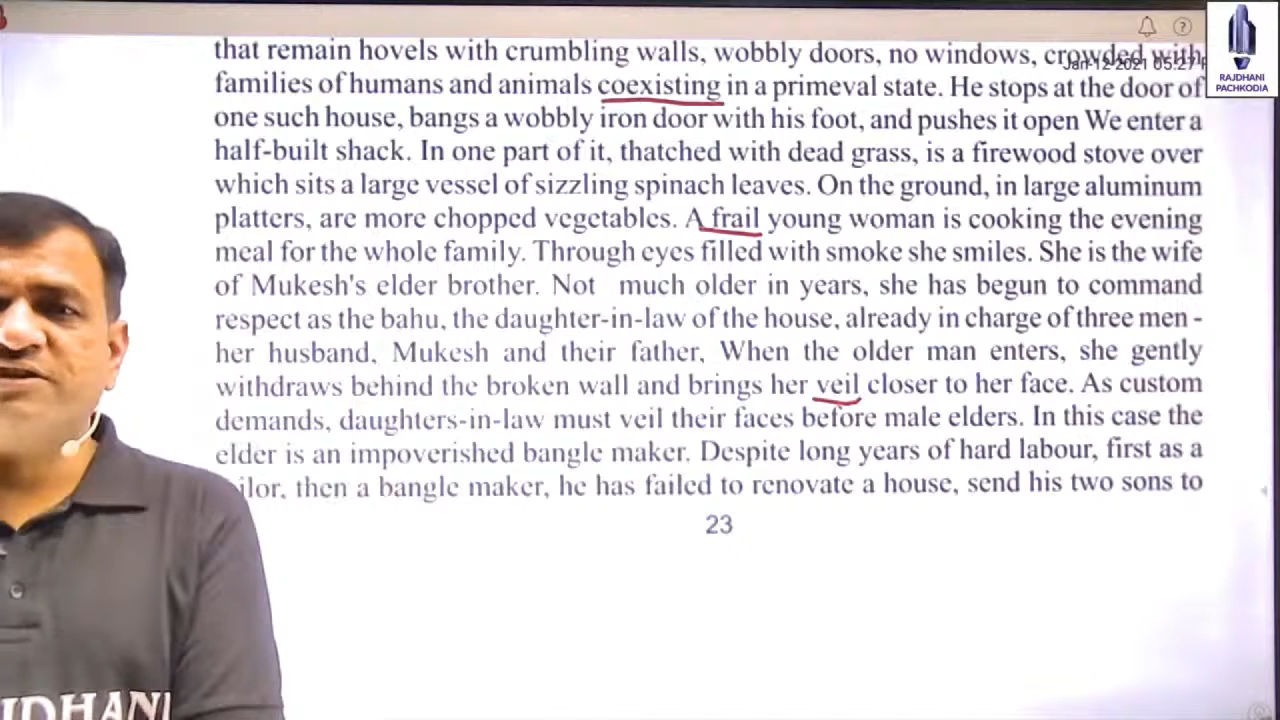 that remain hovels with crumbling walls, wobbly doors, no windows, crowded with
Jan-12-2021 05:27
RAJDHANI
PACHKODIA
families of humans and animals coexisting in a primeval state. He stops at the door of
one such house, bangs a wobbly iron door with his foot, and pushes it open We enter a
half-built shack. In one part of it, thatched with dead grass, is a firewood stove over
which sits a large vessel of sizzling spinach leaves. On the ground, in large aluminum
platters, are more chopped vegetables. A frail young woman is cooking the evening
meal for the whole family. Through eyes filled with smoke she smiles. She is the wife
of Mukesh's elder brother. Not much older in years, she has begun to command
respect as the bahu, the daughter-in-law of the house, already in charge of three men -
her husband, Mukesh and their father, When the older man enters, she gently
withdraws behind the broken wall and brings her veil closer to her face. As custom
demands, daughters-in-law must veil their faces before male elders. In this case the
elder is an impoverished bangle maker. Despite long years of hard labour, first as a
ilor, then a bangle maker, he has failed to renovate a house, send his two sons to
23
JDHANI